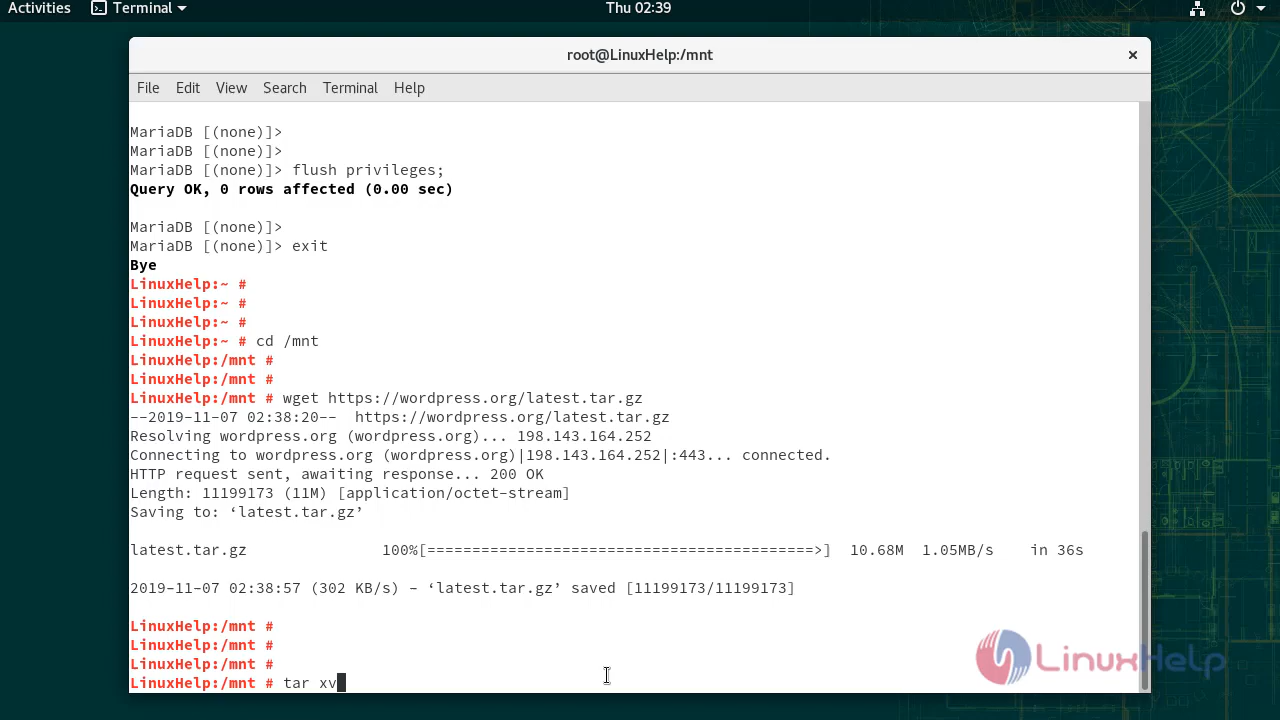 Activities Terminal Thu 02:39
root@LinuxHelp:/mnt ×
File Edit View Search Terminal Help
MariaDB [(none)]>
MariaDB [(none)]>
MariaDB [(none)]> flush privileges;
Query OK, 0 rows affected (0.00 sec)
MariaDB [(none)]>
MariaDB [(none)]> exit
Bye
LinuxHelp:~ #
LinuxHelp:~ #
LinuxHelp:~ #
LinuxHelp:~ # cd /mnt
LinuxHelp:/mnt #
LinuxHelp:/mnt #
LinuxHelp:/mnt # wget https://wordpress.org/latest.tar.gz
--2019-11-07 02:38:20-- https://wordpress.org/latest.tar.gz
Resolving wordpress.org (wordpress.org)... 198.143.164.252
Connecting to wordpress.org (wordpress.org)|198.143.164.252|:443... connected.
HTTP request sent, awaiting response... 200 OK
Length: 11199173 (11M) [application/octet-stream]
Saving to: ‘latest.tar.gz’
latest.tar.gz 100%[===========================================>] 10.68M 1.05MB/s in 36s
2019-11-07 02:38:57 (302 KB/s) - ‘latest.tar.gz’ saved [11199173/11199173]
LinuxHelp:/mnt #
LinuxHelp:/mnt #
LinuxHelp:/mnt #
LinuxHelp:/mnt # tar xv
LinuxHelp